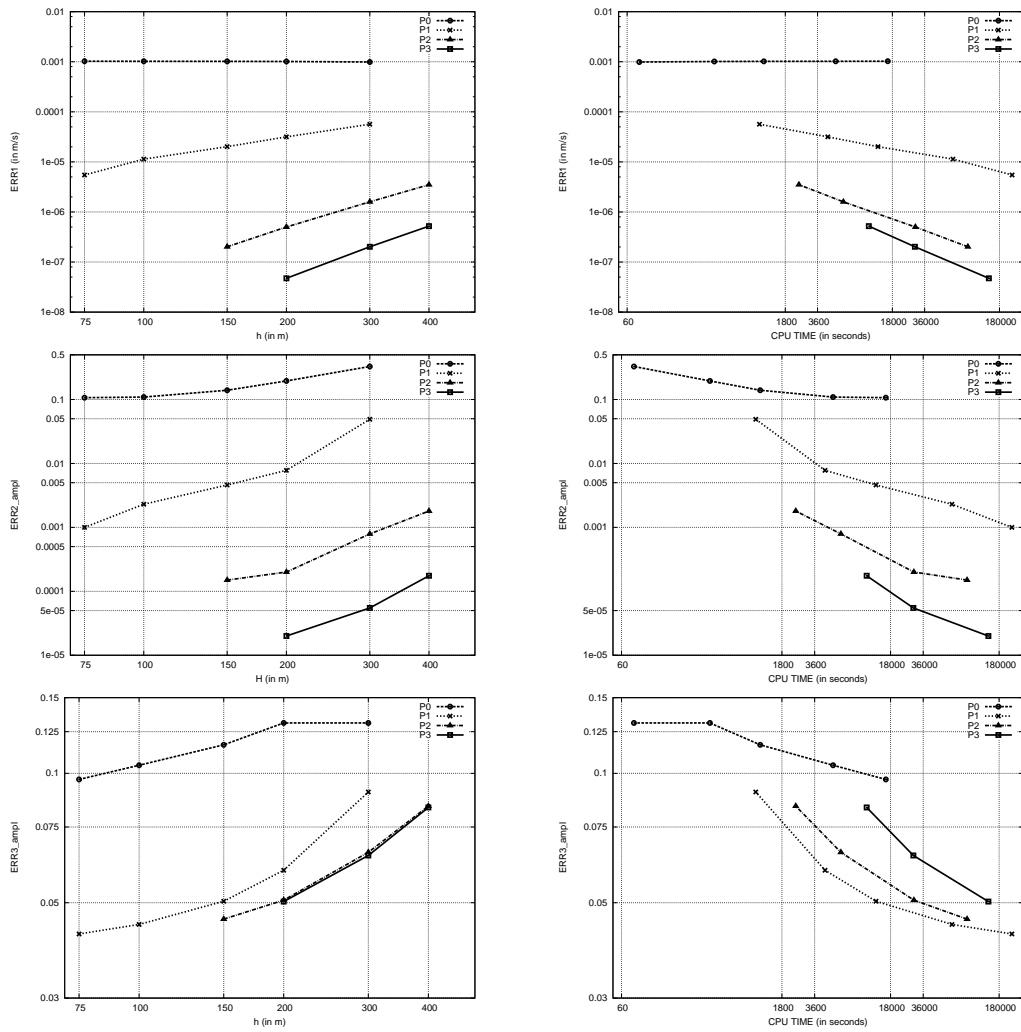 0.01
0.001
0.0001
1e-05
1e-06
1e-07
1e-08
75
100
150
200
300
400
ERR1 (in m/s)
h (in m)
P0
P1
P2
P3
0.01
0.001
0.0001
1e-05
1e-06
1e-07
1e-08
60
1800
3600
18000
36000
180000
ERR1 (in m/s)
CPU TIME (in seconds)
P0
P1
P2
P3
0.5
0.1
0.05
0.01
0.005
0.001
0.0005
0.0001
5e-05
1e-05
75
100
150
200
300
400
ERR2_ampl
H (in m)
P0
P1
P2
P3
0.5
0.1
0.05
0.01
0.005
0.001
0.0001
5e-05
1e-05
60
1800
3600
18000
36000
180000
ERR2_ampl
CPU TIME (in seconds)
P0
P1
P2
P3
0.15
0.125
0.1
0.075
0.05
0.03
75
100
150
200
300
400
ERR3_ampl
h (in m)
P0
P1
P2
P3
0.15
0.125
0.1
0.075
0.05
0.03
60
1800
3600
18000
36000
180000
ERR3_ampl
CPU TIME (in seconds)
P0
P1
P2
P3